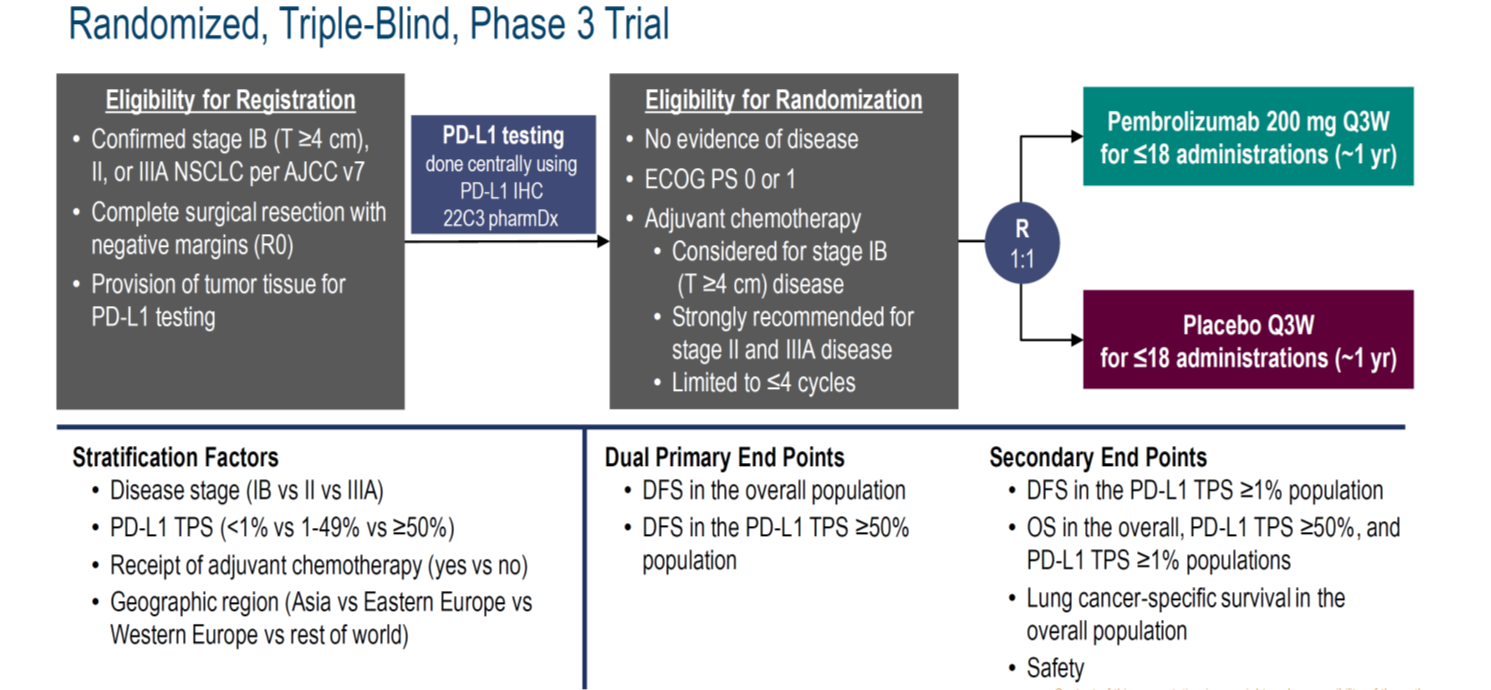 Randomized, Triple-Blind, Phase 3 Trial
Eligibility for Registration
• Confirmed stage IB (T ≥4 cm),
II, or IIIA NSCLC per AJCC v7
• Complete surgical resection with
negative margins (R0)
• Provision of tumor tissue for
PD-L1 testing
PD-L1 testing
done centrally using
PD-L1 IHC
22C3 pharmDx
Eligibility for Randomization
• No evidence of disease
• ECOG PS 0 or 1
• Adjuvant chemotherapy
• Considered for stage IB
(T ≥4 cm) disease
• Strongly recommended for
stage II and IIIA disease
• Limited to ≤4 cycles
R
1:1
Pembrolizumab 200 mg Q3W
for ≤18 administrations (~1 yr)
Placebo Q3W
for ≤18 administrations (~1 yr)
Stratification Factors
• Disease stage (IB vs II vs IIIA)
• PD-L1 TPS (<1% vs 1-49% vs ≥50%)
• Receipt of adjuvant chemotherapy (yes vs no)
• Geographic region (Asia vs Eastern Europe vs
Western Europe vs rest of world)
Dual Primary End Points
• DFS in the overall population
• DFS in the PD-L1 TPS ≥50%
population
Secondary End Points
• DFS in the PD-L1 TPS ≥1% population
• OS in the overall, PD-L1 TPS ≥50%, and
PD-L1 TPS ≥1% populations
• Lung cancer-specific survival in the
overall population
• Safety